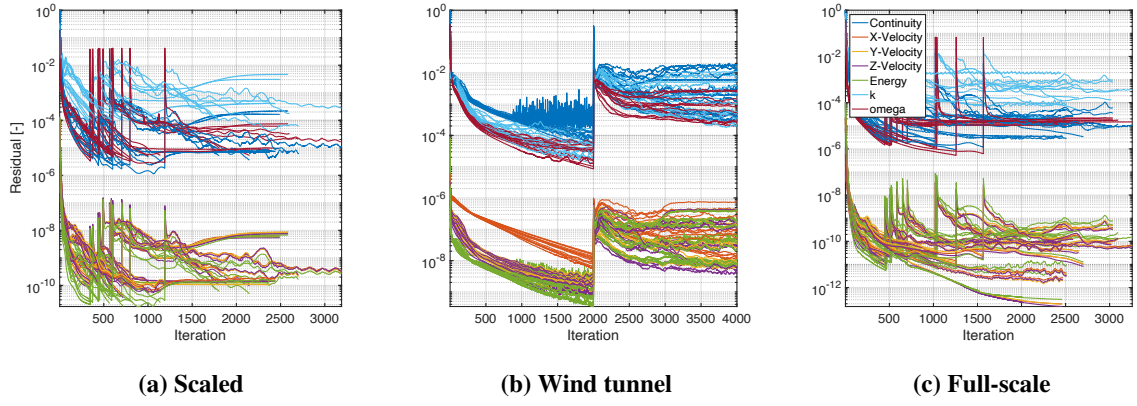 10^0
10^-2
10^-4
10^-6
10^-8
10^-10
Residual [-]
500 1000 1500 2000 2500 3000
Iteration
(a) Scaled
10^0
10^-2
10^-4
10^-6
10^-8
500 1000 1500 2000 2500 3000 3500 4000
Iteration
(b) Wind tunnel
10^0
10^-2
10^-4
10^-6
10^-8
10^-10
10^-12
Continuity
X-Velocity
Y-Velocity
Z-Velocity
Energy
k
omega
500 1000 1500 2000 2500 3000
Iteration
(c) Full-scale